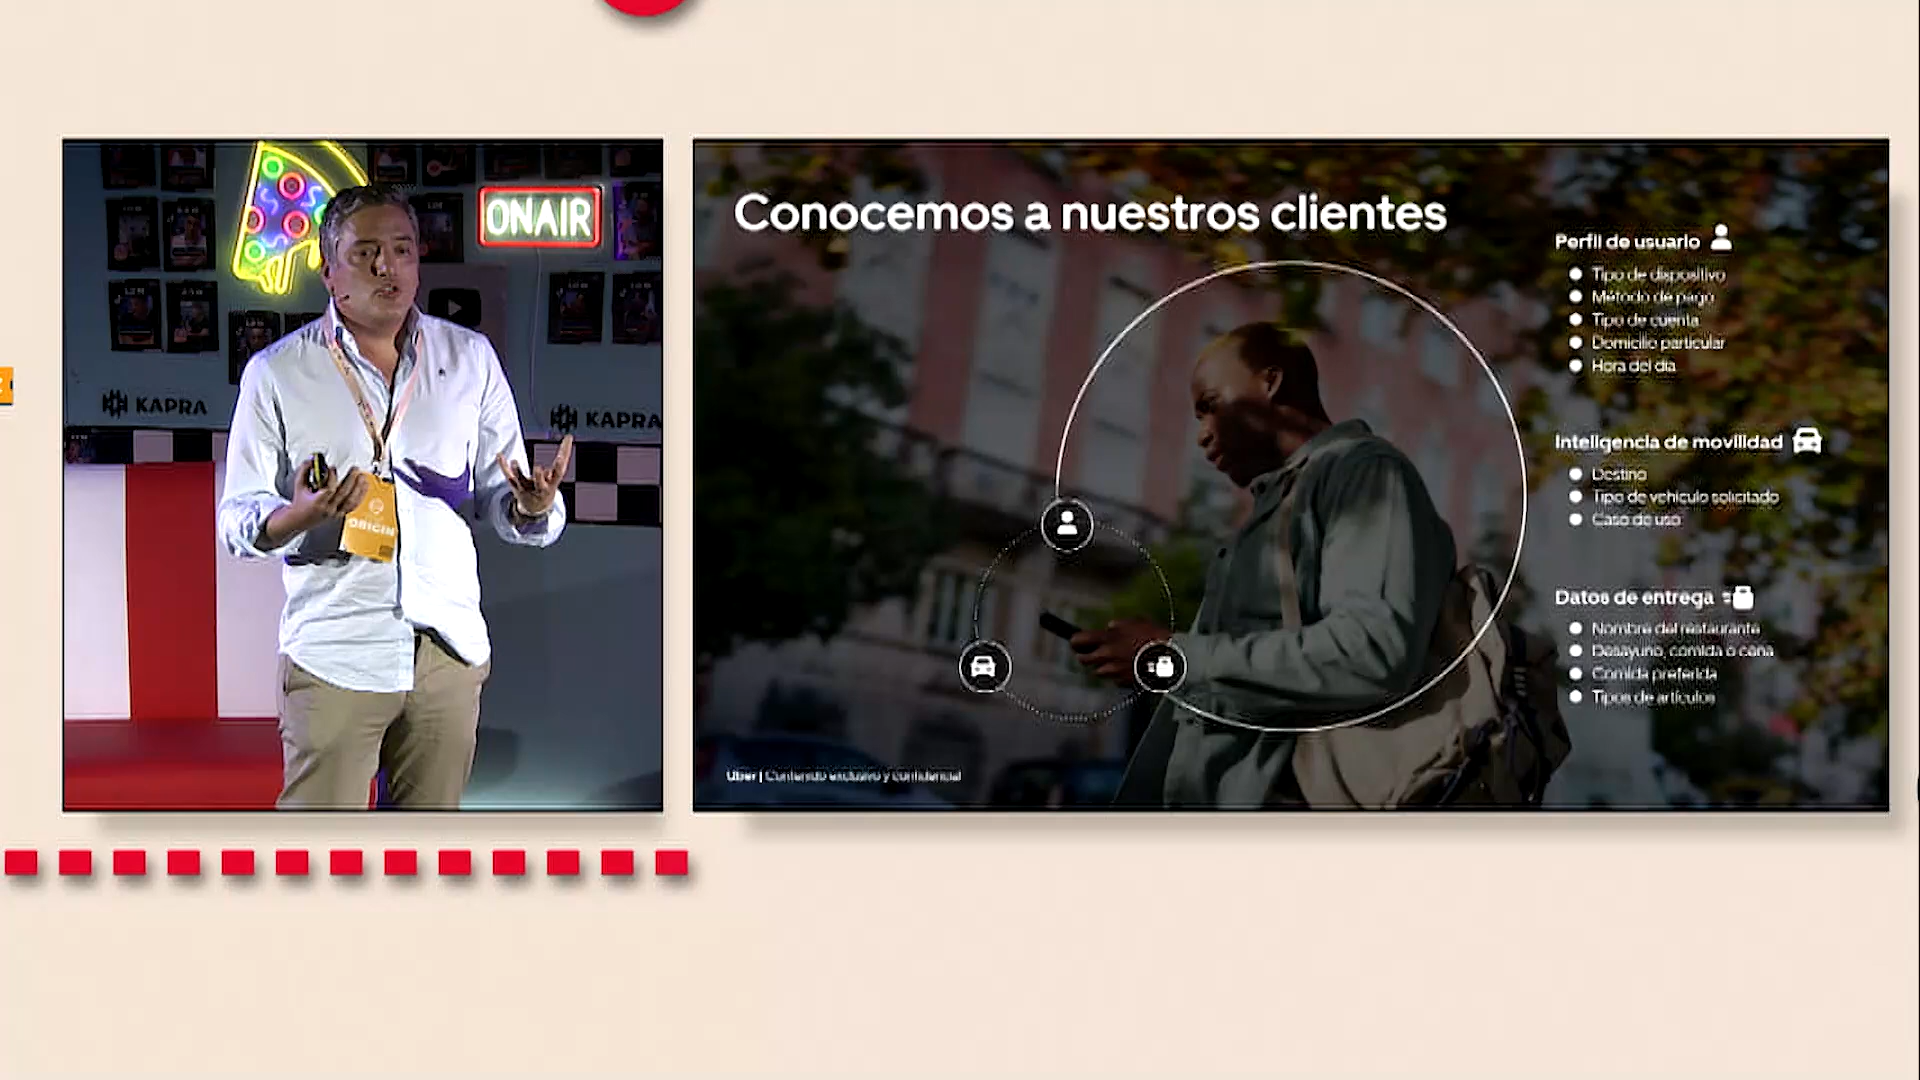 ONAIR
KAPRA
KAPRA
ORIGIN
Conocemos a nuestros clientes
Perfil de usuario
Tipo de dispositivo
Método de pago
Tipo de cuenta
Domicilio particular
Hora del día
Inteligencia de movilidad
Destino
Tipo de vehículo solicitado
Caso de uso
Datos de entrega
Nombre del restaurante
Desayuno, comida o cena
Comida preferida
Tipos de artículos
Uber | Contenido exclusivo y confidencial